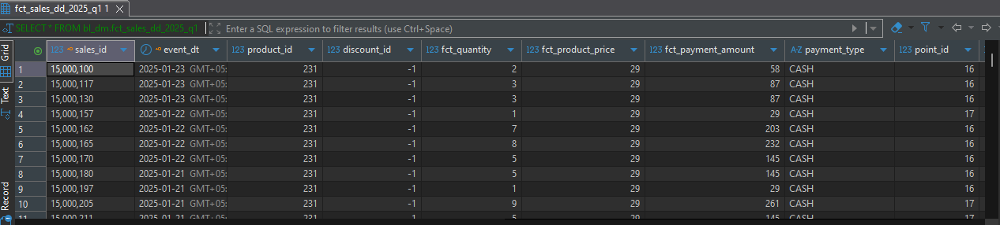 fct_sales_dd_2025_q1 1
SELECT * FROM bl_dm.fct_sales_dd_2025_q1 Enter a SQL expression to filter results (use Ctrl+Space)
Grid
Text
Record
123 sales_id event_dt 123 product_id 123 discount_id 123 fct_quantity 123 fct_product_price 123 fct_payment_amount A-Z payment_type 123 point_id
1 15,000,100 2025-01-23 GMT+05: 231 -1 2 29 58 CASH 16
2 15,000,117 2025-01-23 GMT+05: 231 -1 3 29 87 CASH 16
3 15,000,130 2025-01-23 GMT+05: 231 -1 3 29 87 CASH 16
4 15,000,157 2025-01-22 GMT+05: 231 -1 1 29 29 CASH 17
5 15,000,162 2025-01-22 GMT+05: 231 -1 7 29 203 CASH 16
6 15,000,165 2025-01-22 GMT+05: 231 -1 8 29 232 CASH 16
7 15,000,170 2025-01-22 GMT+05: 231 -1 5 29 145 CASH 16
8 15,000,180 2025-01-21 GMT+05: 231 -1 5 29 145 CASH 16
9 15,000,197 2025-01-21 GMT+05: 231 -1 1 29 29 CASH 16
10 15,000,205 2025-01-21 GMT+05: 231 -1 9 29 261 CASH 17
11 15,000,211 2025-01-21 GMT+05: 231 -1 5 29 145 CASH 17